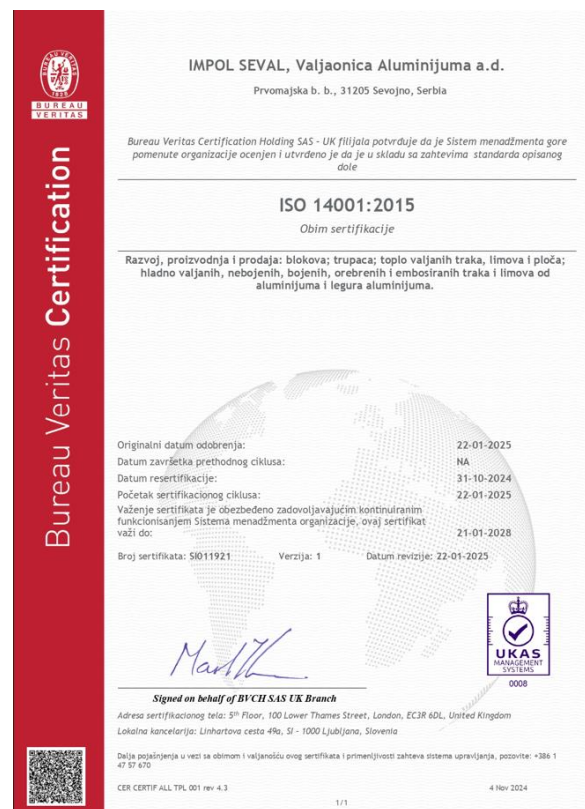 BUREAU VERITAS
1828
BUREAU
VERITAS
Bureau Veritas Certification
IMPOL SEVAL, Valjaonica Aluminijuma a.d.
Prvomajska b. b., 31205 Sevojno, Serbia
Bureau Veritas Certification Holding SAS - UK filijala potvrđuje da je Sistem menadžmenta gore
pomenute organizacije ocenjen i utvrđeno je da je u skladu sa zahtevima standarda opisanog
dole
ISO 14001:2015
Obim sertifikacije
Razvoj, proizvodnja i prodaja: blokova; trupaca; toplo valjanih traka, limova i ploča;
hladno valjanih, nebojenih, bojenih, orebrenih i embosiranih traka i limova od
aluminijuma i legura aluminijuma.
Originalni datum odobrenja: 22-01-2025
Datum završetka prethodnog ciklusa: NA
Datum resertifikacije: 31-10-2024
Početak sertifikacionog ciklusa: 22-01-2025
Važenje sertifikata je obezbeđeno zadovoljavajućim kontinuiranim
funkcionisanjem Sistema menadžmenta organizacije, ovaj sertifikat
važi do: 21-01-2028
Broj sertifikata: SI011921 Verzija: 1 Datum revizije: 22-01-2025
UKAS
MANAGEMENT
SYSTEMS
0008
Signed on behalf of BVCH SAS UK Branch
Adresa sertifikacionog tela: 5th Floor, 100 Lower Thames Street, London, EC3R 6DL, United Kingdom
Lokalna kancelarija: Linhartova cesta 49a, SI - 1000 Ljubljana, Slovenia
Dalja pojašnjenja u vezi sa obimom i valjanošću ovog sertifikata i primenljivosti zahteva sistema upravljanja, pozovite: +386 1
47 57 670
CER CERTIF ALL TPL 001 rev 4.3 4 Nov 2024
1/1